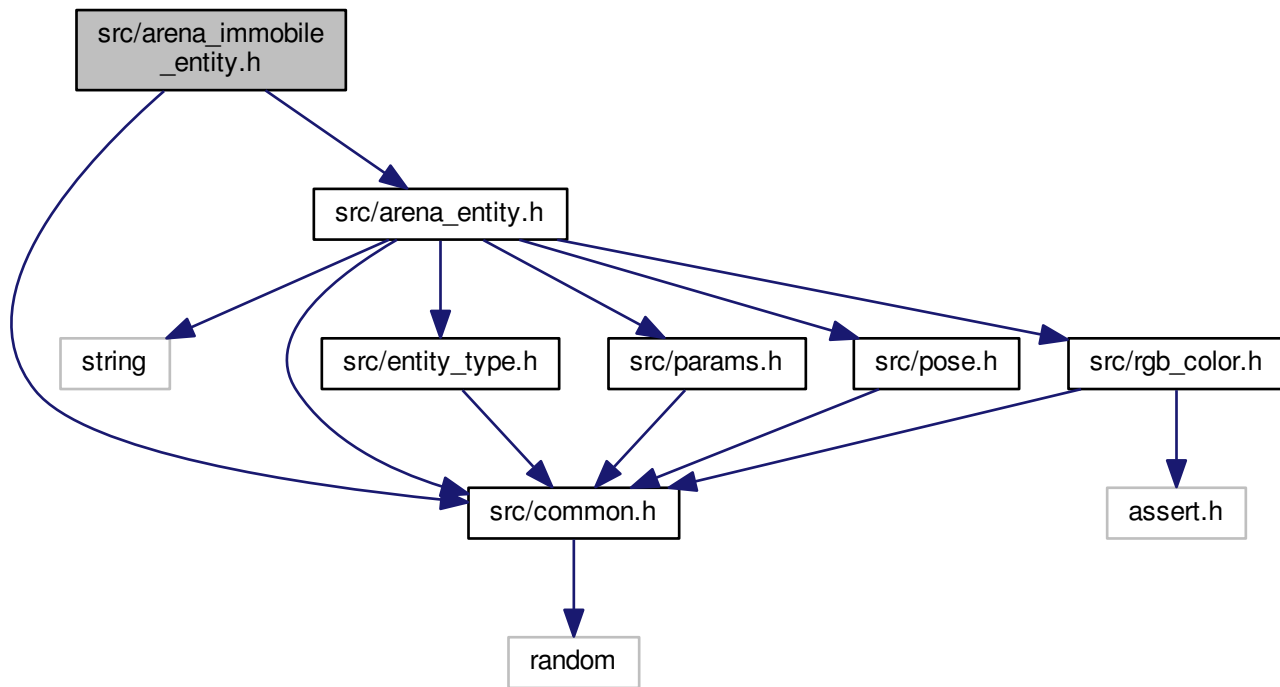 src/arena_immobile
_entity.h
src/arena_entity.h
string
src/entity_type.h
src/params.h
src/pose.h
src/rgb_color.h
src/common.h
assert.h
random